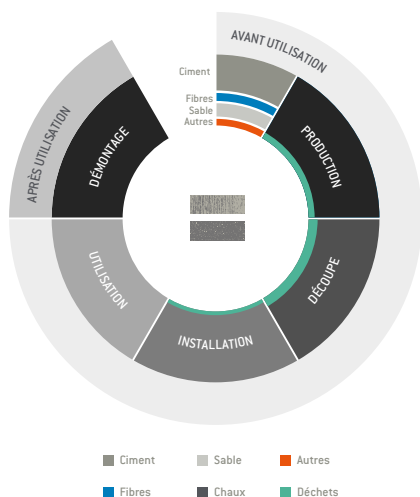 AVANT UTILISATION
Ciment
Fibres
Sable
Autres
PRODUCTION
DÉCOUPE
INSTALLATION
UTILISATION
DÉMONTAGE
APRÈS UTILISATION
Ciment
Sable
Autres
Fibres
Chaux
Déchets